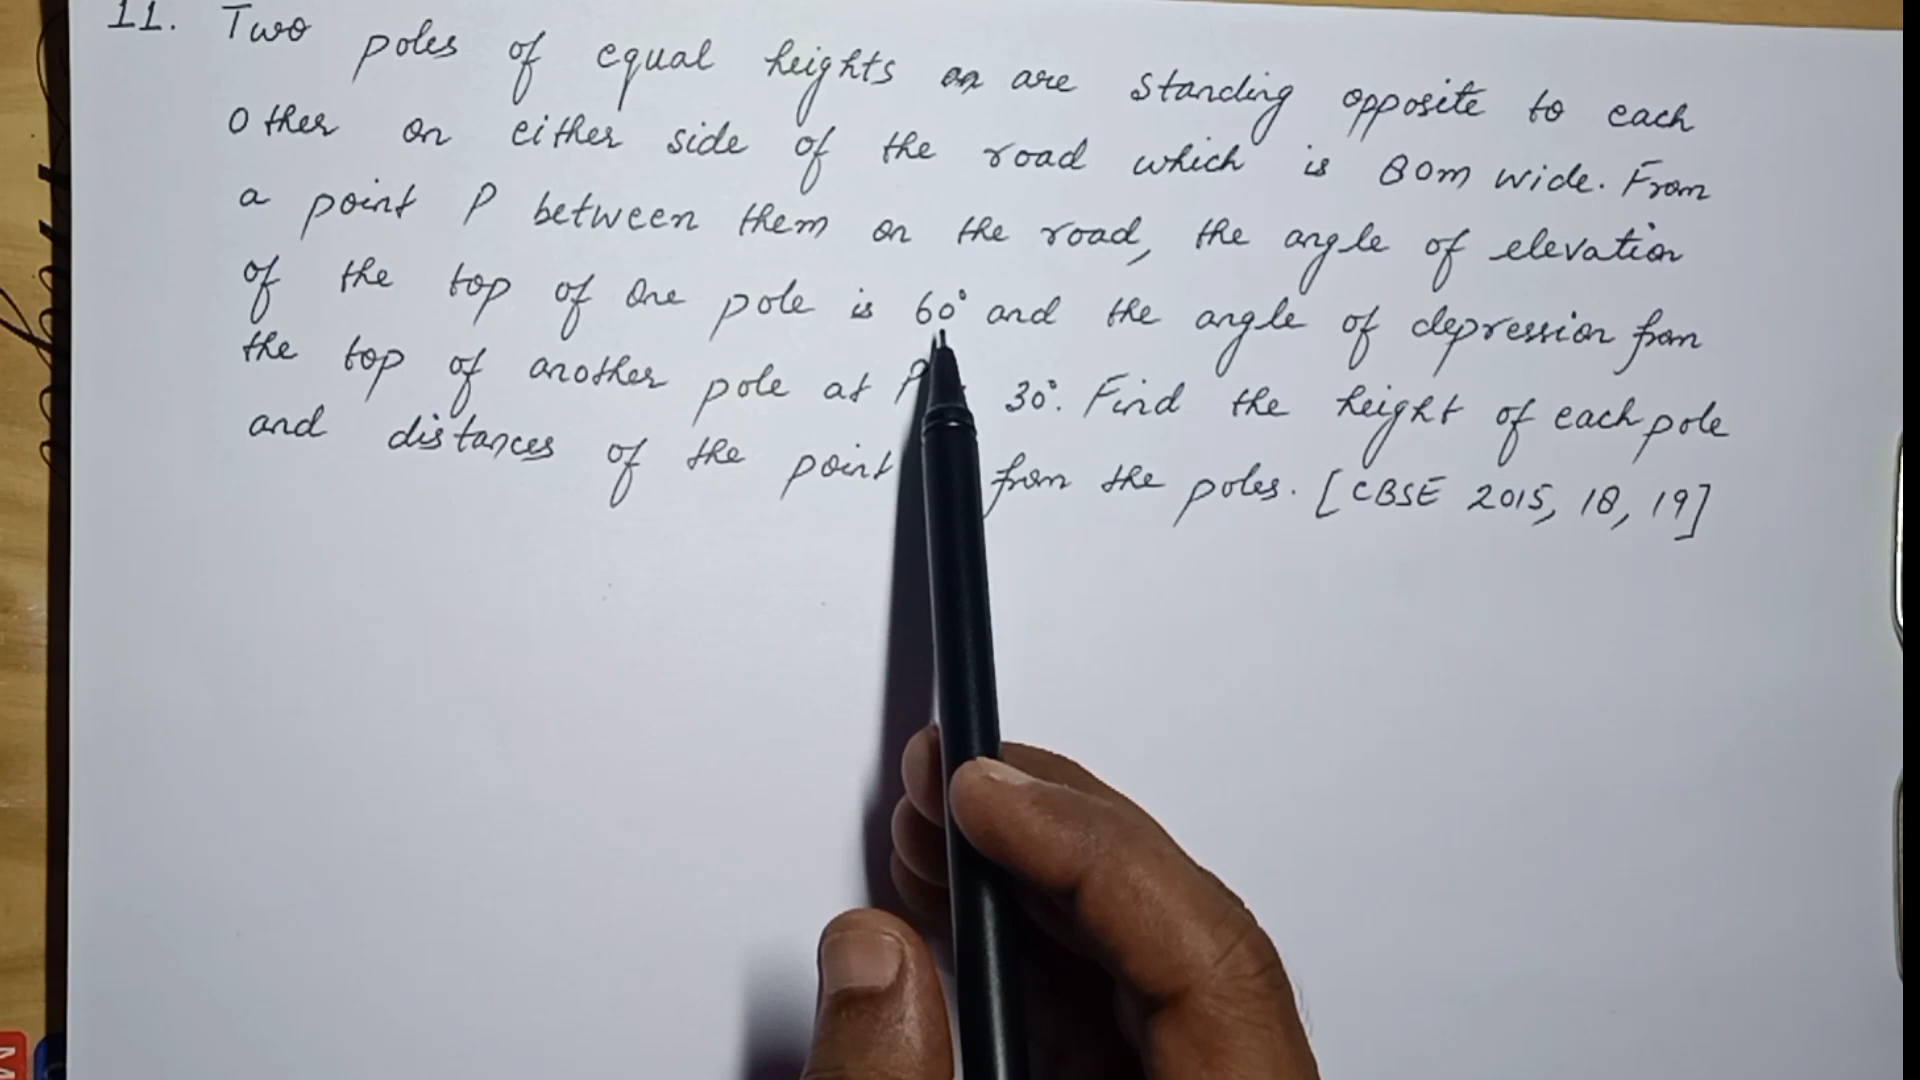 11. Two poles of equal heights are standing opposite to each
other on either side of the road which is 80m wide. From
a point P between them on the road, the angle of elevation
of the top of one pole is 60° and the angle of depression from
the top of another pole at P 30°. Find the height of each pole
and distances of the point from the poles. [CBSE 2015, 18, 19]